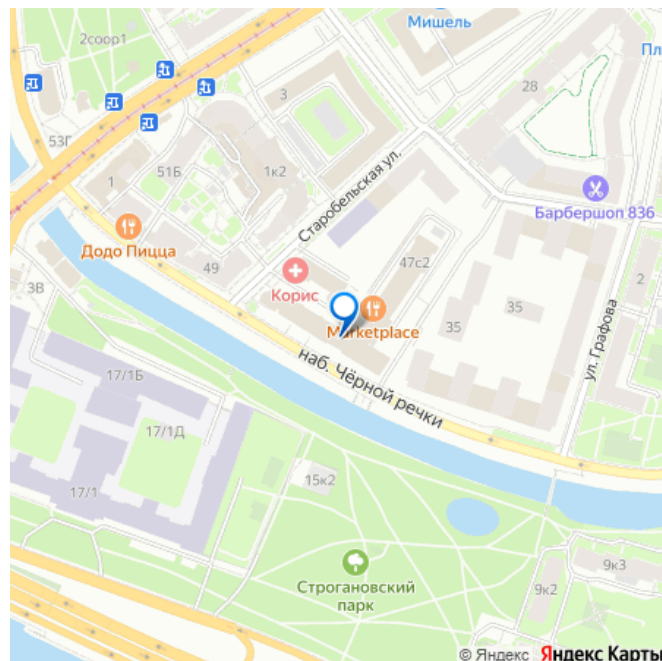 Мишель
2соор1
Пл
28
3
53Г
51Б
1к2
1
Старобельская ул.
Барбершоп 836
Додо Пицца
49
Корис
47с2
2
3В
35
35
Marketplace
ул. Графова
наб. Чёрной речки
17/1Б
17/1Д
17/1
15к2
Строгановский
парк
9к3
9к2
© Яндекс Яндекс Карты